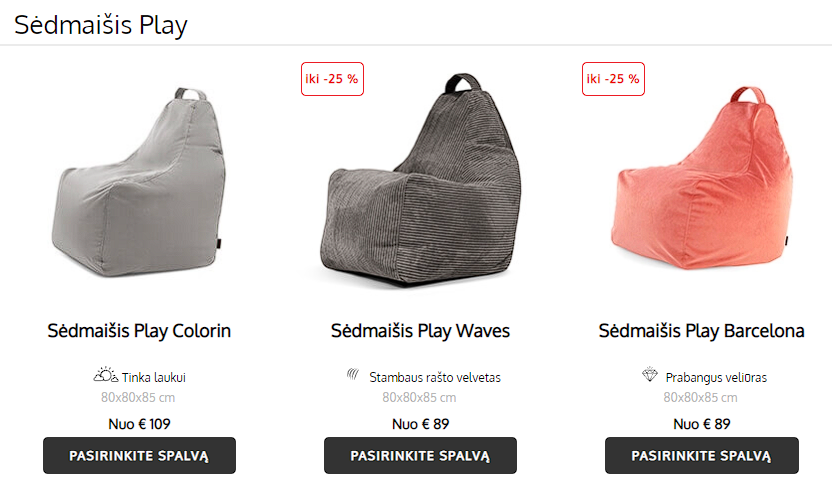 Sėdmaišis Play
iki -25 %
iki -25 %
Sėdmaišis Play Colorin
Sėdmaišis Play Waves
Sėdmaišis Play Barcelona
Tinka laukui
Stambaus rašto velvetas
Prabangus veliūras
80x80x85 cm
80x80x85 cm
80x80x85 cm
Nuo € 109
Nuo € 89
Nuo € 89
PASIRINKITE SPALVĄ
PASIRINKITE SPALVĄ
PASIRINKITE SPALVĄ